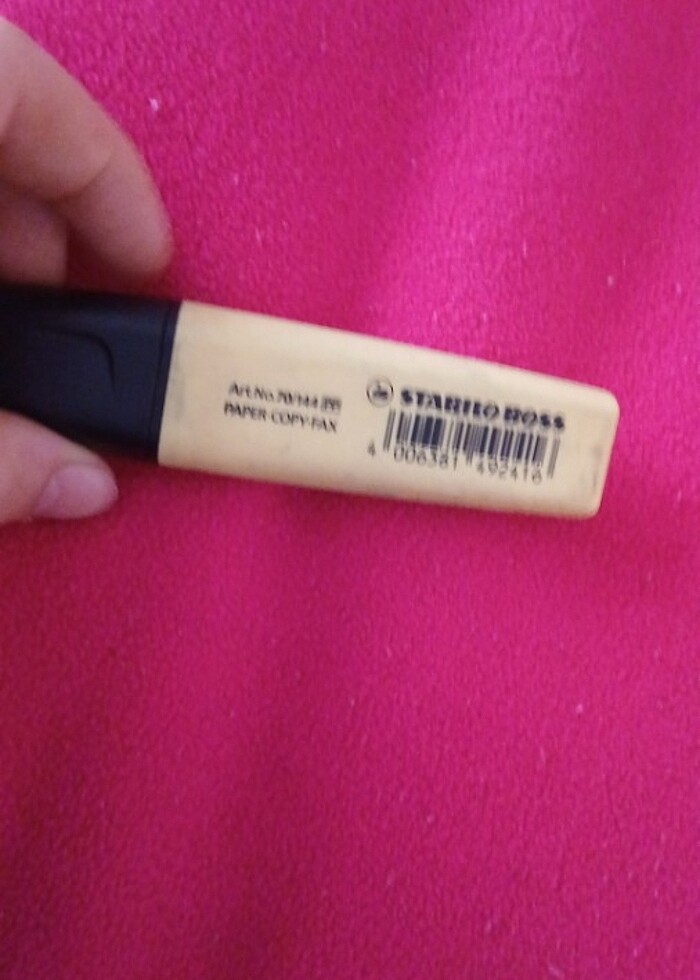 Art.No.70/144
PAPER-COPY-FAX
STABILO BOSS
4 006381 492416